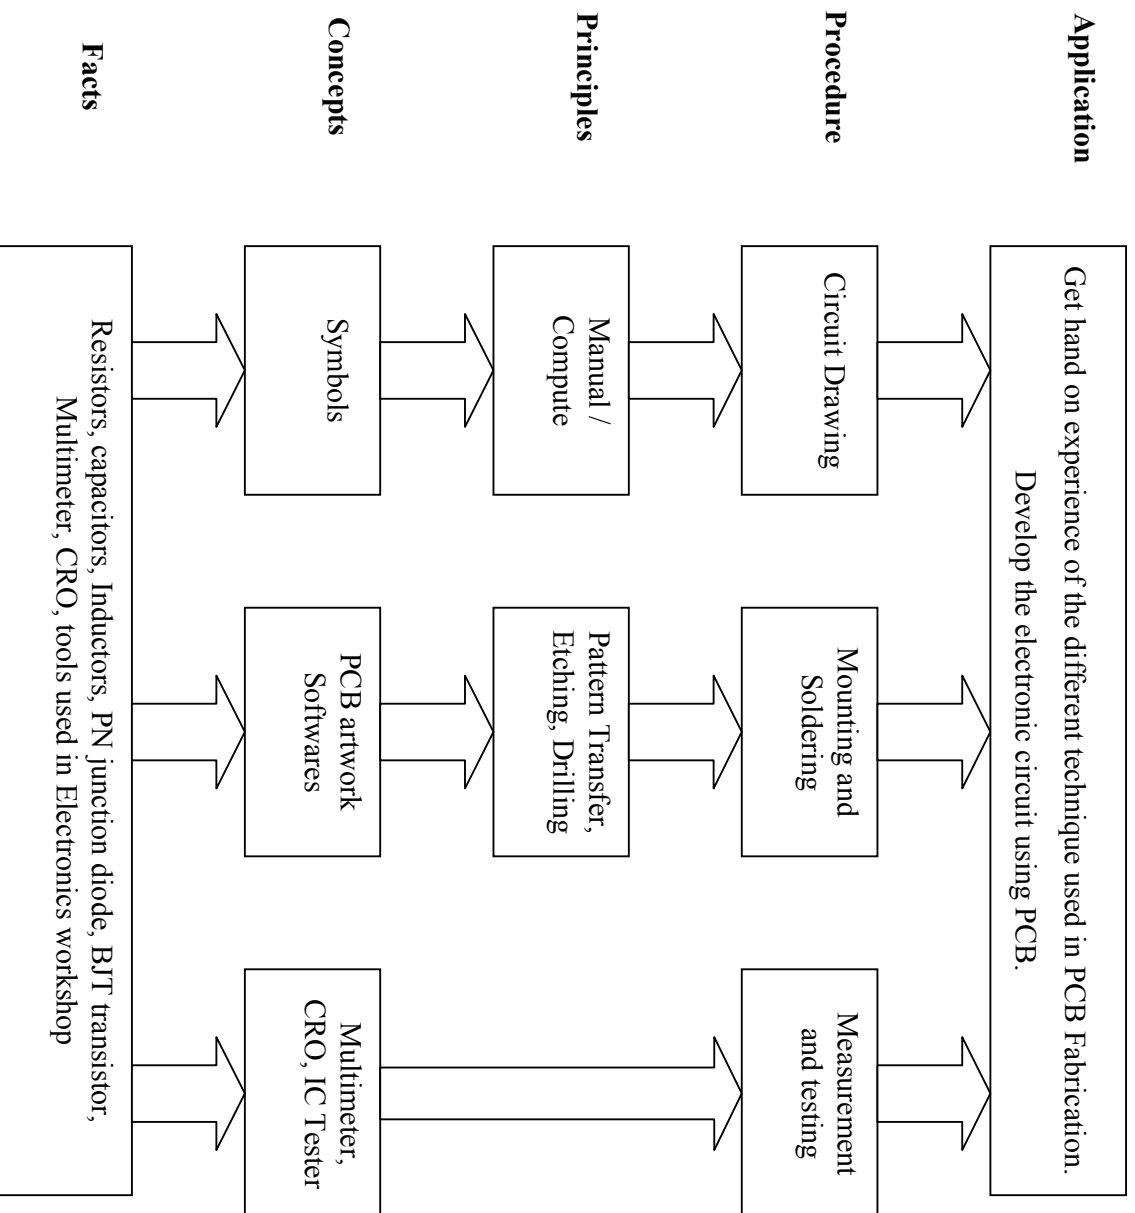 Application
Get hand on experience of the different technique used in PCB Fabrication.
Develop the electronic circuit using PCB.
Procedure
Circuit Drawing
Mounting and
Soldering
Measurement
and testing
Principles
Manual /
Compute
Pattern Transfer,
Etching, Drilling
Concepts
Symbols
PCB artwork
Softwares
Multimeter,
CRO, IC Tester
Facts
Resistors, capacitors, Inductors, PN junction diode, BJT transistor,
Multimeter, CRO, tools used in Electronics workshop